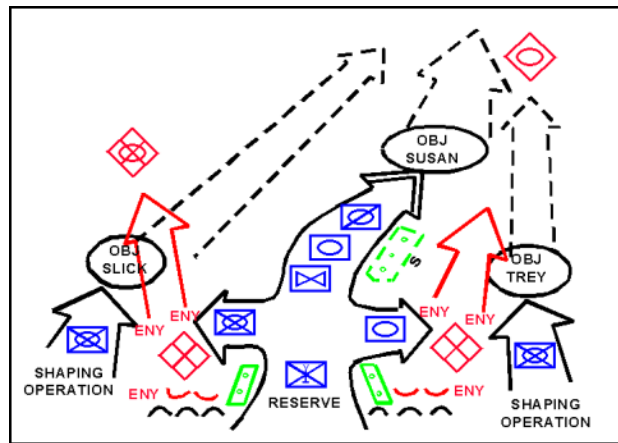 OBJ
SUSAN
OBJ
SLICK
S
OBJ
TREY
ENY
ENY
ENY
ENY
SHAPING
OPERATION
ENY
RESERVE
ENY
SHAPING
OPERATION